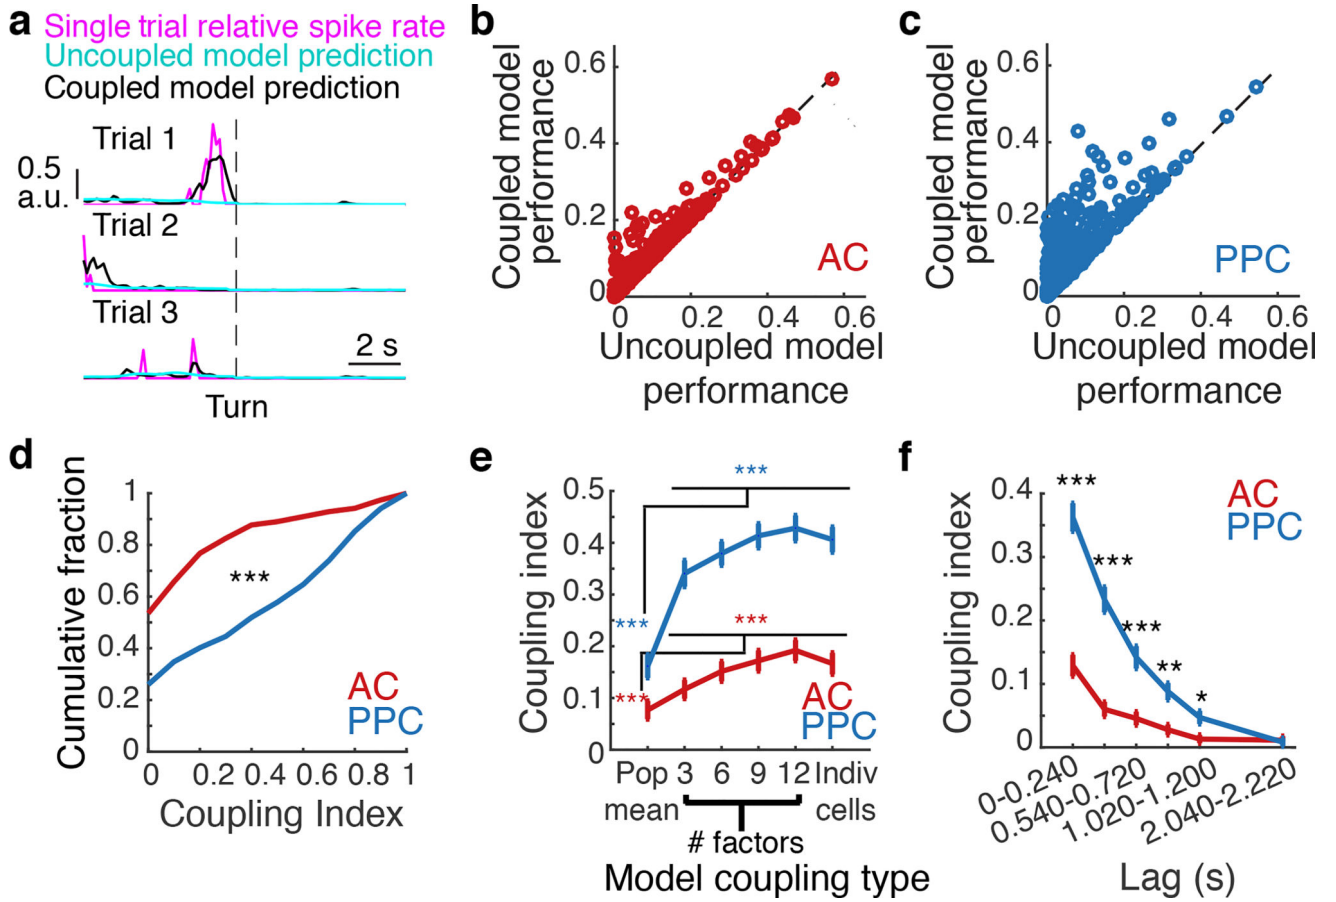 a
Single trial relative spike rate
Uncoupled model prediction
Coupled model prediction
Trial 1
0.5
a.u.
Trial 2
Trial 3
2 s
Turn
b
Coupled model
performance
0.6
0.4
0.2
0
AC
0 0.2 0.4 0.6
Uncoupled model
performance
c
Coupled model
performance
0.6
0.4
0.2
0
PPC
0 0.2 0.4 0.6
Uncoupled model
performance
d
Cumulative fraction
1
0.8
0.6
0.4
0.2
0
***
AC
PPC
0 0.2 0.4 0.6 0.8 1
Coupling Index
e
Coupling index
0.5
0.4
0.3
0.2
0.1
0
***
***
***
***
AC
PPC
Pop 3 6 9 12 Indiv
mean cells
# factors
Model coupling type
f
Coupling index
0.4
0.3
0.2
0.1
0
***
***
***
**
*
AC
PPC
0-0.240
0.540-0.720
1.020-1.200
2.040-2.220
Lag (s)